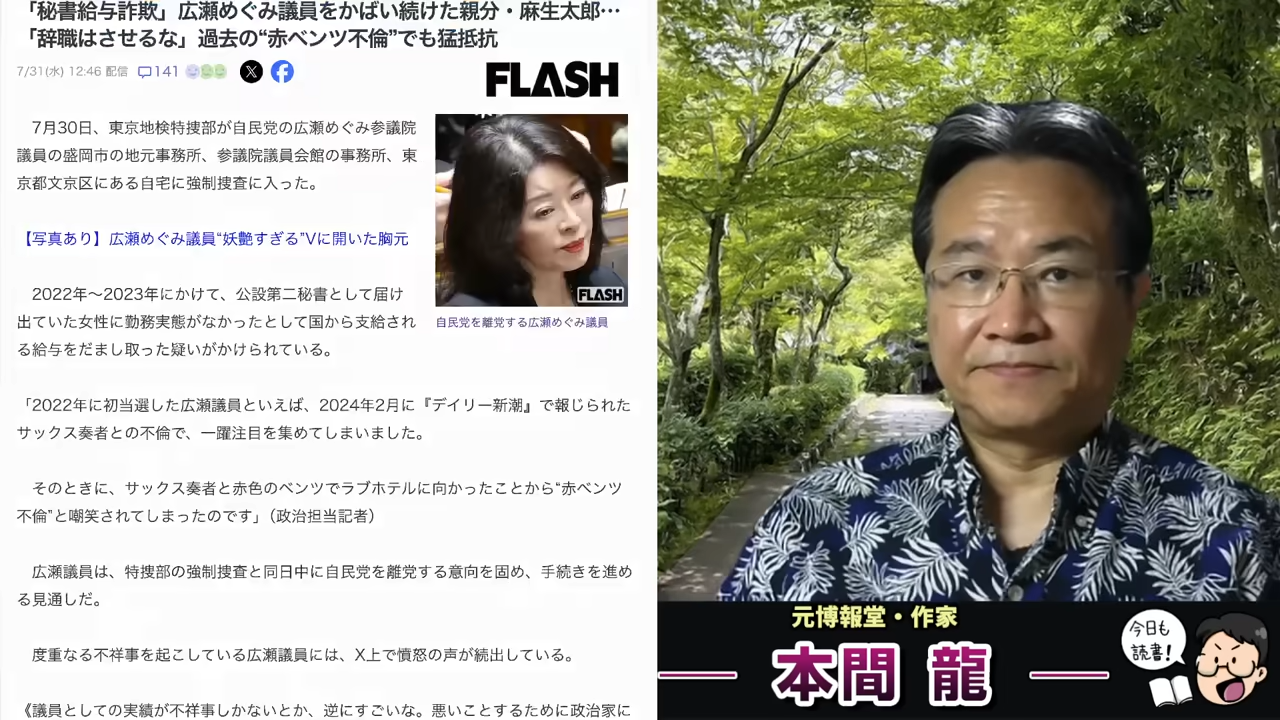 「秘書給与詐欺」広瀬めぐみ議員をかばい続けた親分・麻生太郎…
「辞職はさせるな」過去の“赤ベンツ不倫”でも猛抵抗
7/31(水) 12:46 配信 141
FLASH
7月30日、東京地検特捜部が自民党の広瀬めぐみ参議院
議員の盛岡市の地元事務所、参議院議員会館の事務所、東
京都文京区にある自宅に強制捜査に入った。
【写真あり】広瀬めぐみ議員“妖艶すぎる”Vに開いた胸元
2022年〜2023年にかけて、公設第二秘書として届け
出ていた女性に勤務実態がなかったとして国から支給され
る給与をだまし取った疑いがかけられている。
FLASH
自民党を離党する広瀬めぐみ議員
「2022年に初当選した広瀬議員といえば、2024年2月に『デイリー新潮』で報じられた
サックス奏者との不倫で、一躍注目を集めてしまいました。
そのときに、サックス奏者と赤色のベンツでラブホテルに向かったことから“赤ベンツ
不倫”と嘲笑されてしまったのです」（政治担当記者）
広瀬議員は、特捜部の強制捜査と同日中に自民党を離党する意向を固め、手続きを進め
る見通しだ。
度重なる不祥事を起こしている広瀬議員には、X上で憤怒の声が続出している。
《議員としての実績が不祥事しかないとか、逆にすごいな。悪いことするために政治家に
元博報堂・作家
本間 龍
今日も
読書!